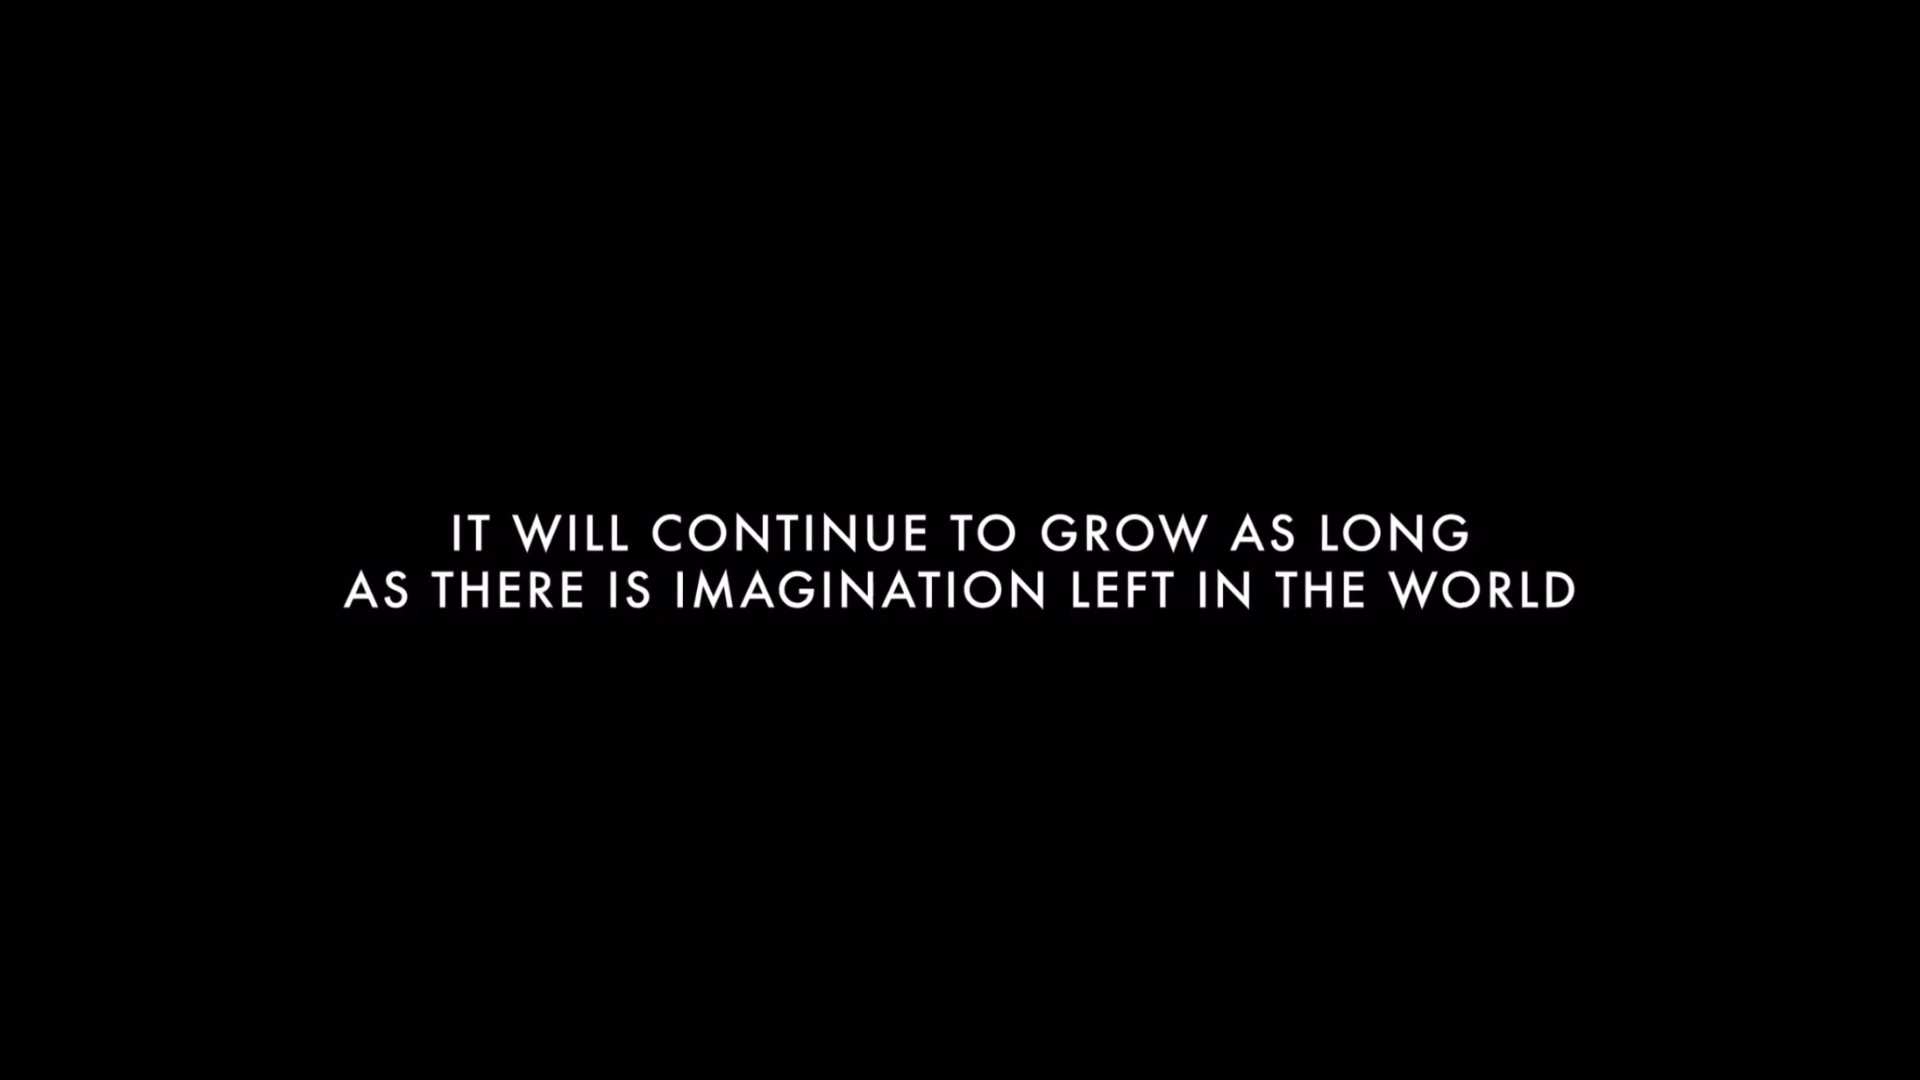 IT WILL CONTINUE TO GROW AS LONG
AS THERE IS IMAGINATION LEFT IN THE WORLD